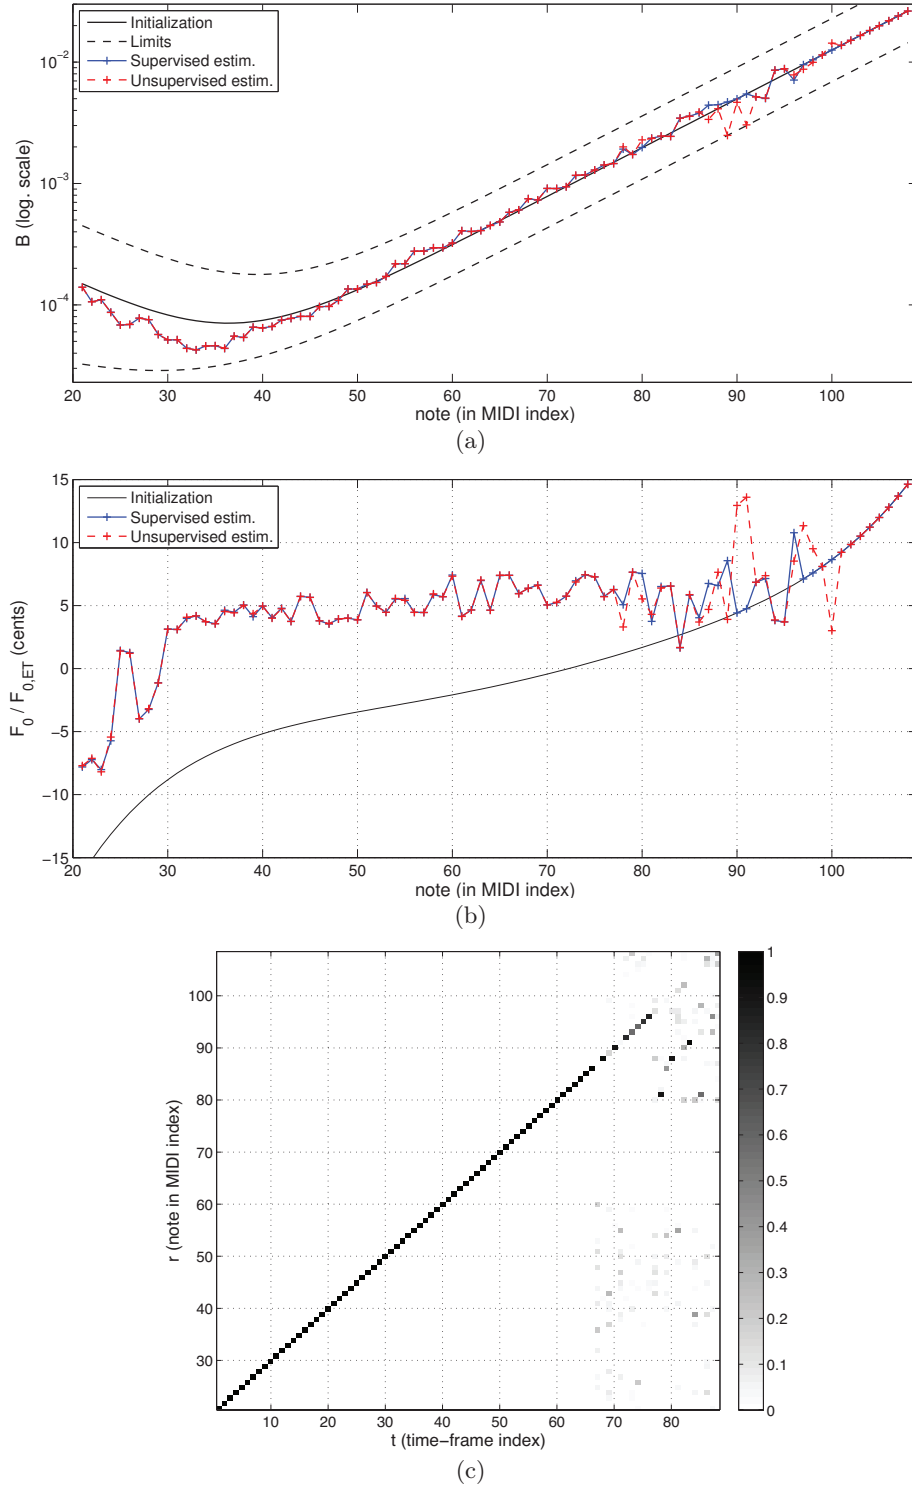 Initialization
Limits
Supervised estim.
Unsupervised estim.
10−2
10−3
10−4
B (log. scale)
20 30 40 50 60 70 80 90 100
note (in MIDI index)
(a)
Initialization
Supervised estim.
Unsupervised estim.
15
10
5
0
−5
−10
−15
F0 / F0,ET (cents)
20 30 40 50 60 70 80 90 100
note (in MIDI index)
(b)
100
90
80
70
60
50
40
30
r (note in MIDI index)
10 20 30 40 50 60 70 80
t (time−frame index)
1
0.9
0.8
0.7
0.6
0.5
0.4
0.3
0.2
0.1
0
(c)